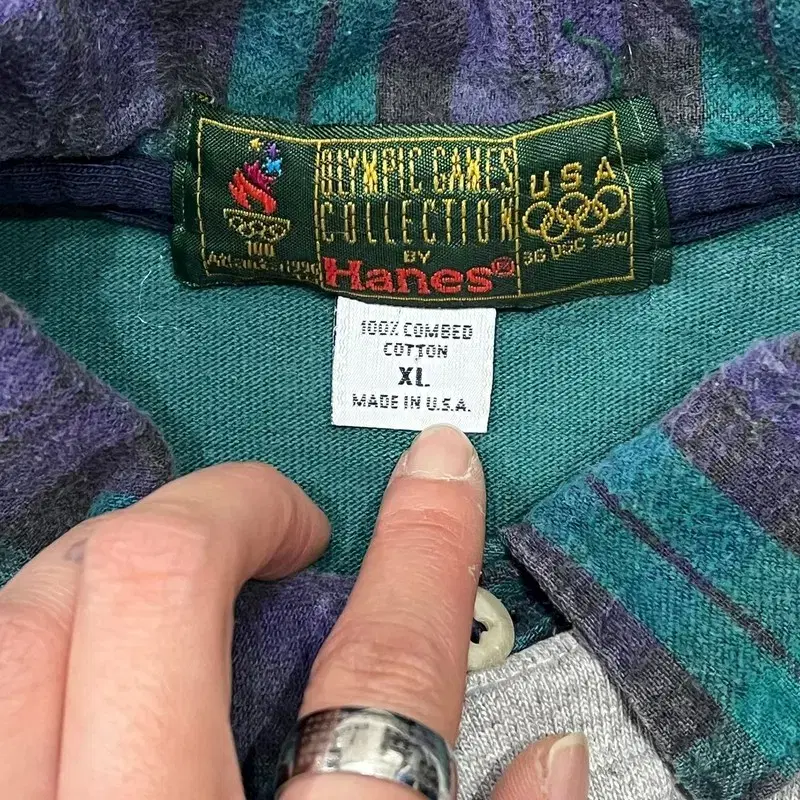 100
Atlanta 1996
OLYMPIC GAMES
COLLECTION
BY
Hanes®
USA
36 USC 380
100% COMBED
COTTON
XL
MADE IN U.S.A.